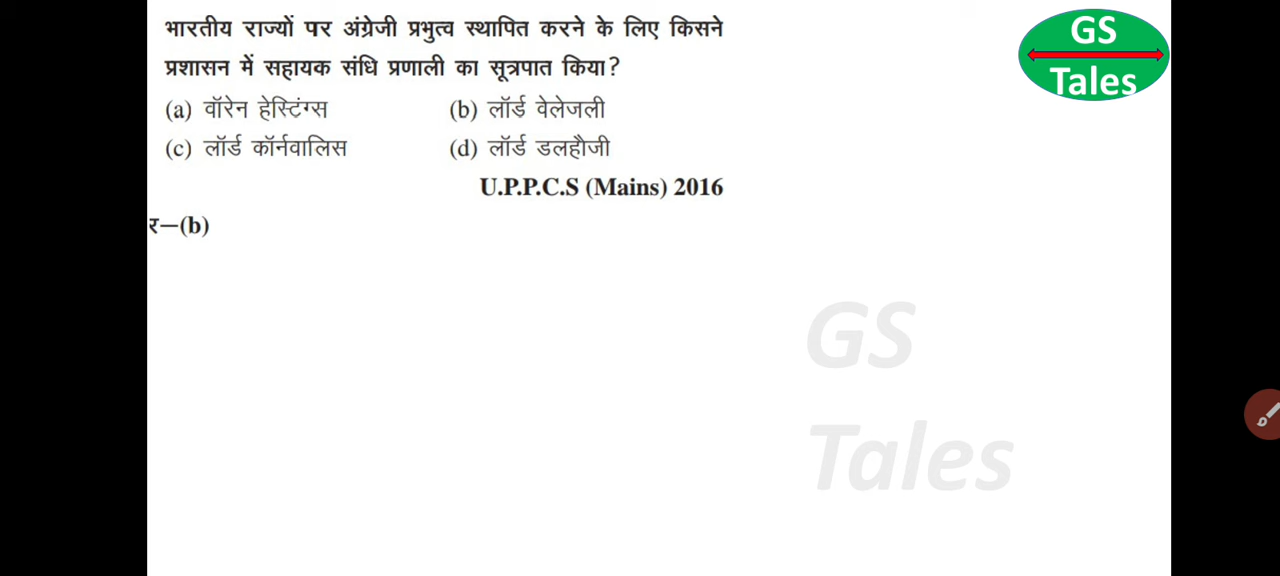 भारतीय राज्यों पर अंग्रेजी प्रभुत्व स्थापित करने के लिए किसने
प्रशासन में सहायक संधि प्रणाली का सूत्रपात किया?
(a) वॉरेन हेस्टिंग्स (b) लॉर्ड वेलेजली
(c) लॉर्ड कॉर्नवालिस (d) लॉर्ड डलहौजी
U.P.P.C.S (Mains) 2016
र–(b)
GS
Tales
GS
Tales